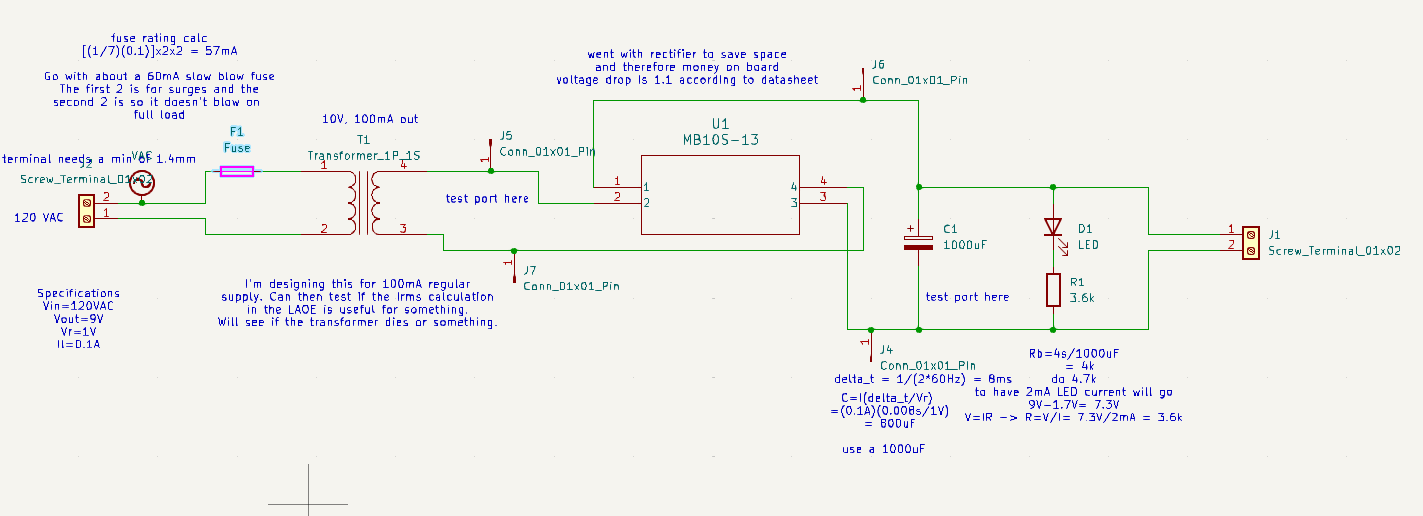 fuse rating calc
[(1/7)(0.1)]x2x2 = 57mA
Go with about a 60mA slow blow fuse
The first 2 is for surges and the
second 2 is so it doesn't blow on
full load
went with rectifier to save space
and therefore money on board
voltage drop is 1.1 according to datasheet
J6
Conn_01x01_Pin
1
F1
Fuse
10V, 100mA out
T1
Transformer_1P_1S
1
4
2
3
J5
Conn_01x01_Pin
1
U1
MB10S-13
1
1
2
2
4
4
3
3
terminal needs a min of 1.4mm
VAC
J2
Screw_Terminal_01x02
2
1
120 VAC
test port here
J7
Conn_01x01_Pin
1
+
C1
1000uF
D1
LED
R1
3.6k
J1
Screw_Terminal_01x02
1
2
test port here
Specifications
Vin=120VAC
Vout=9V
Vr=1V
Il=0.1A
I'm designing this for 100mA regular
supply. Can then test if the Irms calculation
in the LAOE is useful for something.
Will see if the transformer dies or something.
J4
Conn_01x01_Pin
1
delta_t = 1/(2*60Hz) = 8ms
C=I(delta_t/Vr)
=(0.1A)(0.008s/1V)
= 800uF
use a 1000uF
Rb=4s/1000uF
= 4k
do 4.7k
to have 2mA LED current will go
9V-1.7V= 7.3V
V=IR -> R=V/I= 7.3V/2mA = 3.6k